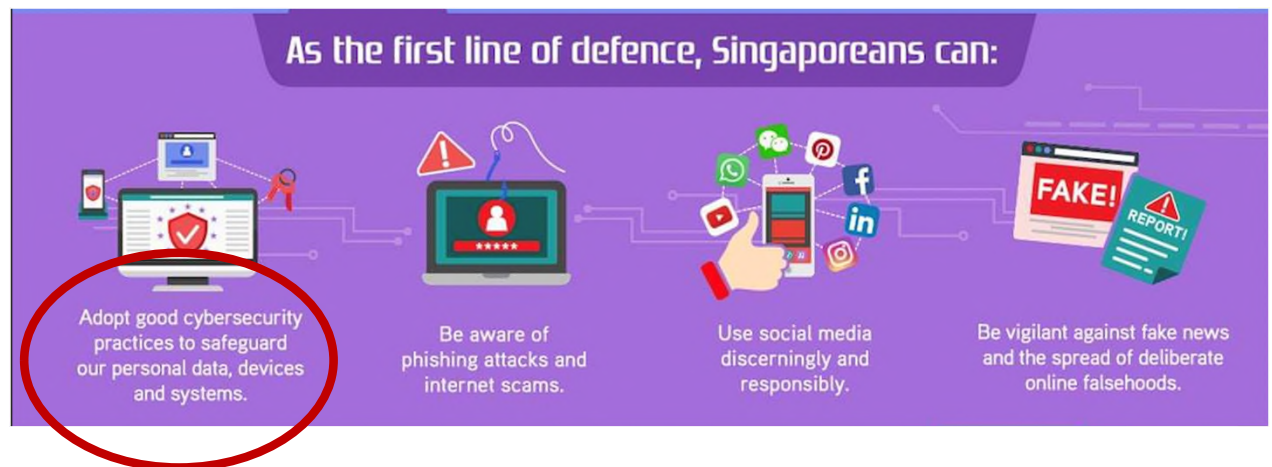 As the first line of defence, Singaporeans can:
FAKE!
REPORT!
*****
in
Adopt good cybersecurity
practices to safeguard
our personal data, devices
and systems.
Be aware of
phishing attacks and
internet scams.
Use social media
discerningly and
responsibly.
Be vigilant against fake news
and the spread of deliberate
online falsehoods.